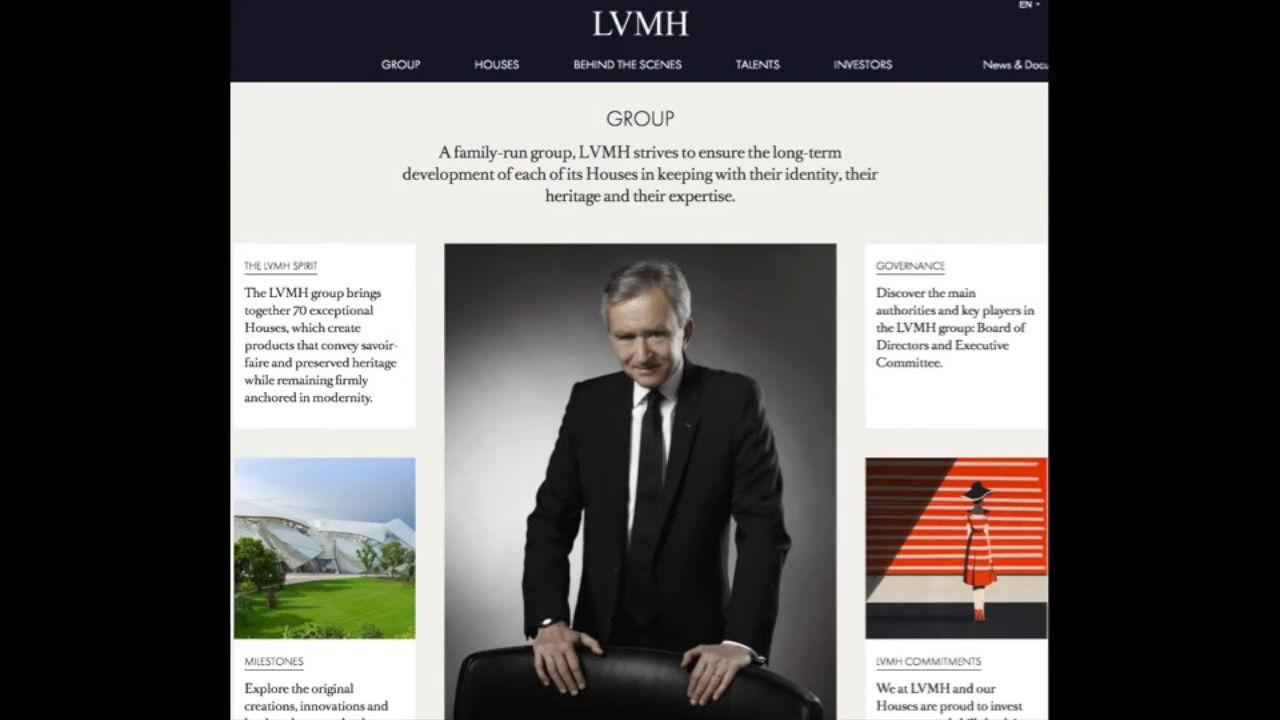 EN
LVMH
GROUP
HOUSES
BEHIND THE SCENES
TALENTS
INVESTORS
News & Docu
GROUP
A family-run group, LVMH strives to ensure the long-term
development of each of its Houses in keeping with their identity, their
heritage and their expertise.
THE LVMH SPIRIT
The LVMH group brings
together 70 exceptional
Houses, which create
products that convey savoir-
faire and preserved heritage
while remaining firmly
anchored in modernity.
GOVERNANCE
Discover the main
authorities and key players in
the LVMH group: Board of
Directors and Executive
Committee.
MILESTONES
Explore the original
creations, innovations and
LVMH COMMITMENTS
We at LVMH and our
Houses are proud to invest